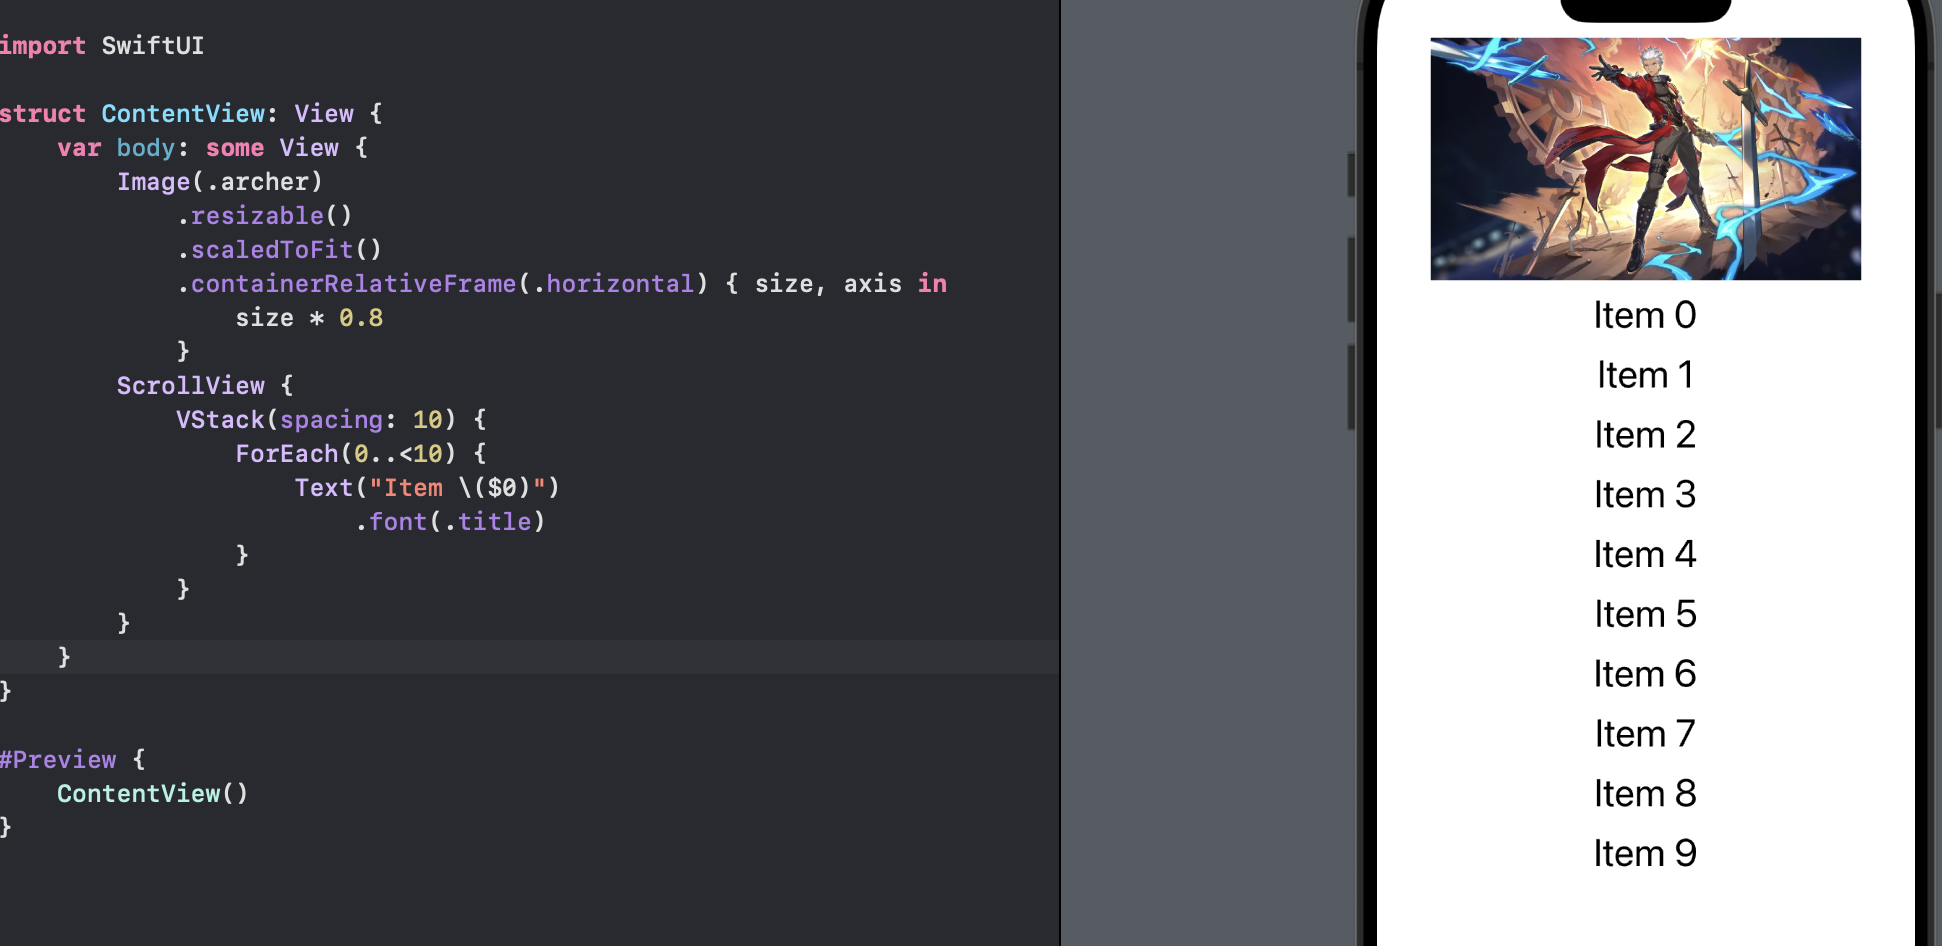 import SwiftUI
struct ContentView: View {
var body: some View {
Image(.archer)
.resizable()
.scaledToFit()
.containerRelativeFrame(.horizontal) { size, axis in
size * 0.8
}
ScrollView {
VStack(spacing: 10) {
ForEach(0..<10) {
Text("Item \($0)")
.font(.title)
}
}
}
}
}
#Preview {
ContentView()
}
Item 0
Item 1
Item 2
Item 3
Item 4
Item 5
Item 6
Item 7
Item 8
Item 9